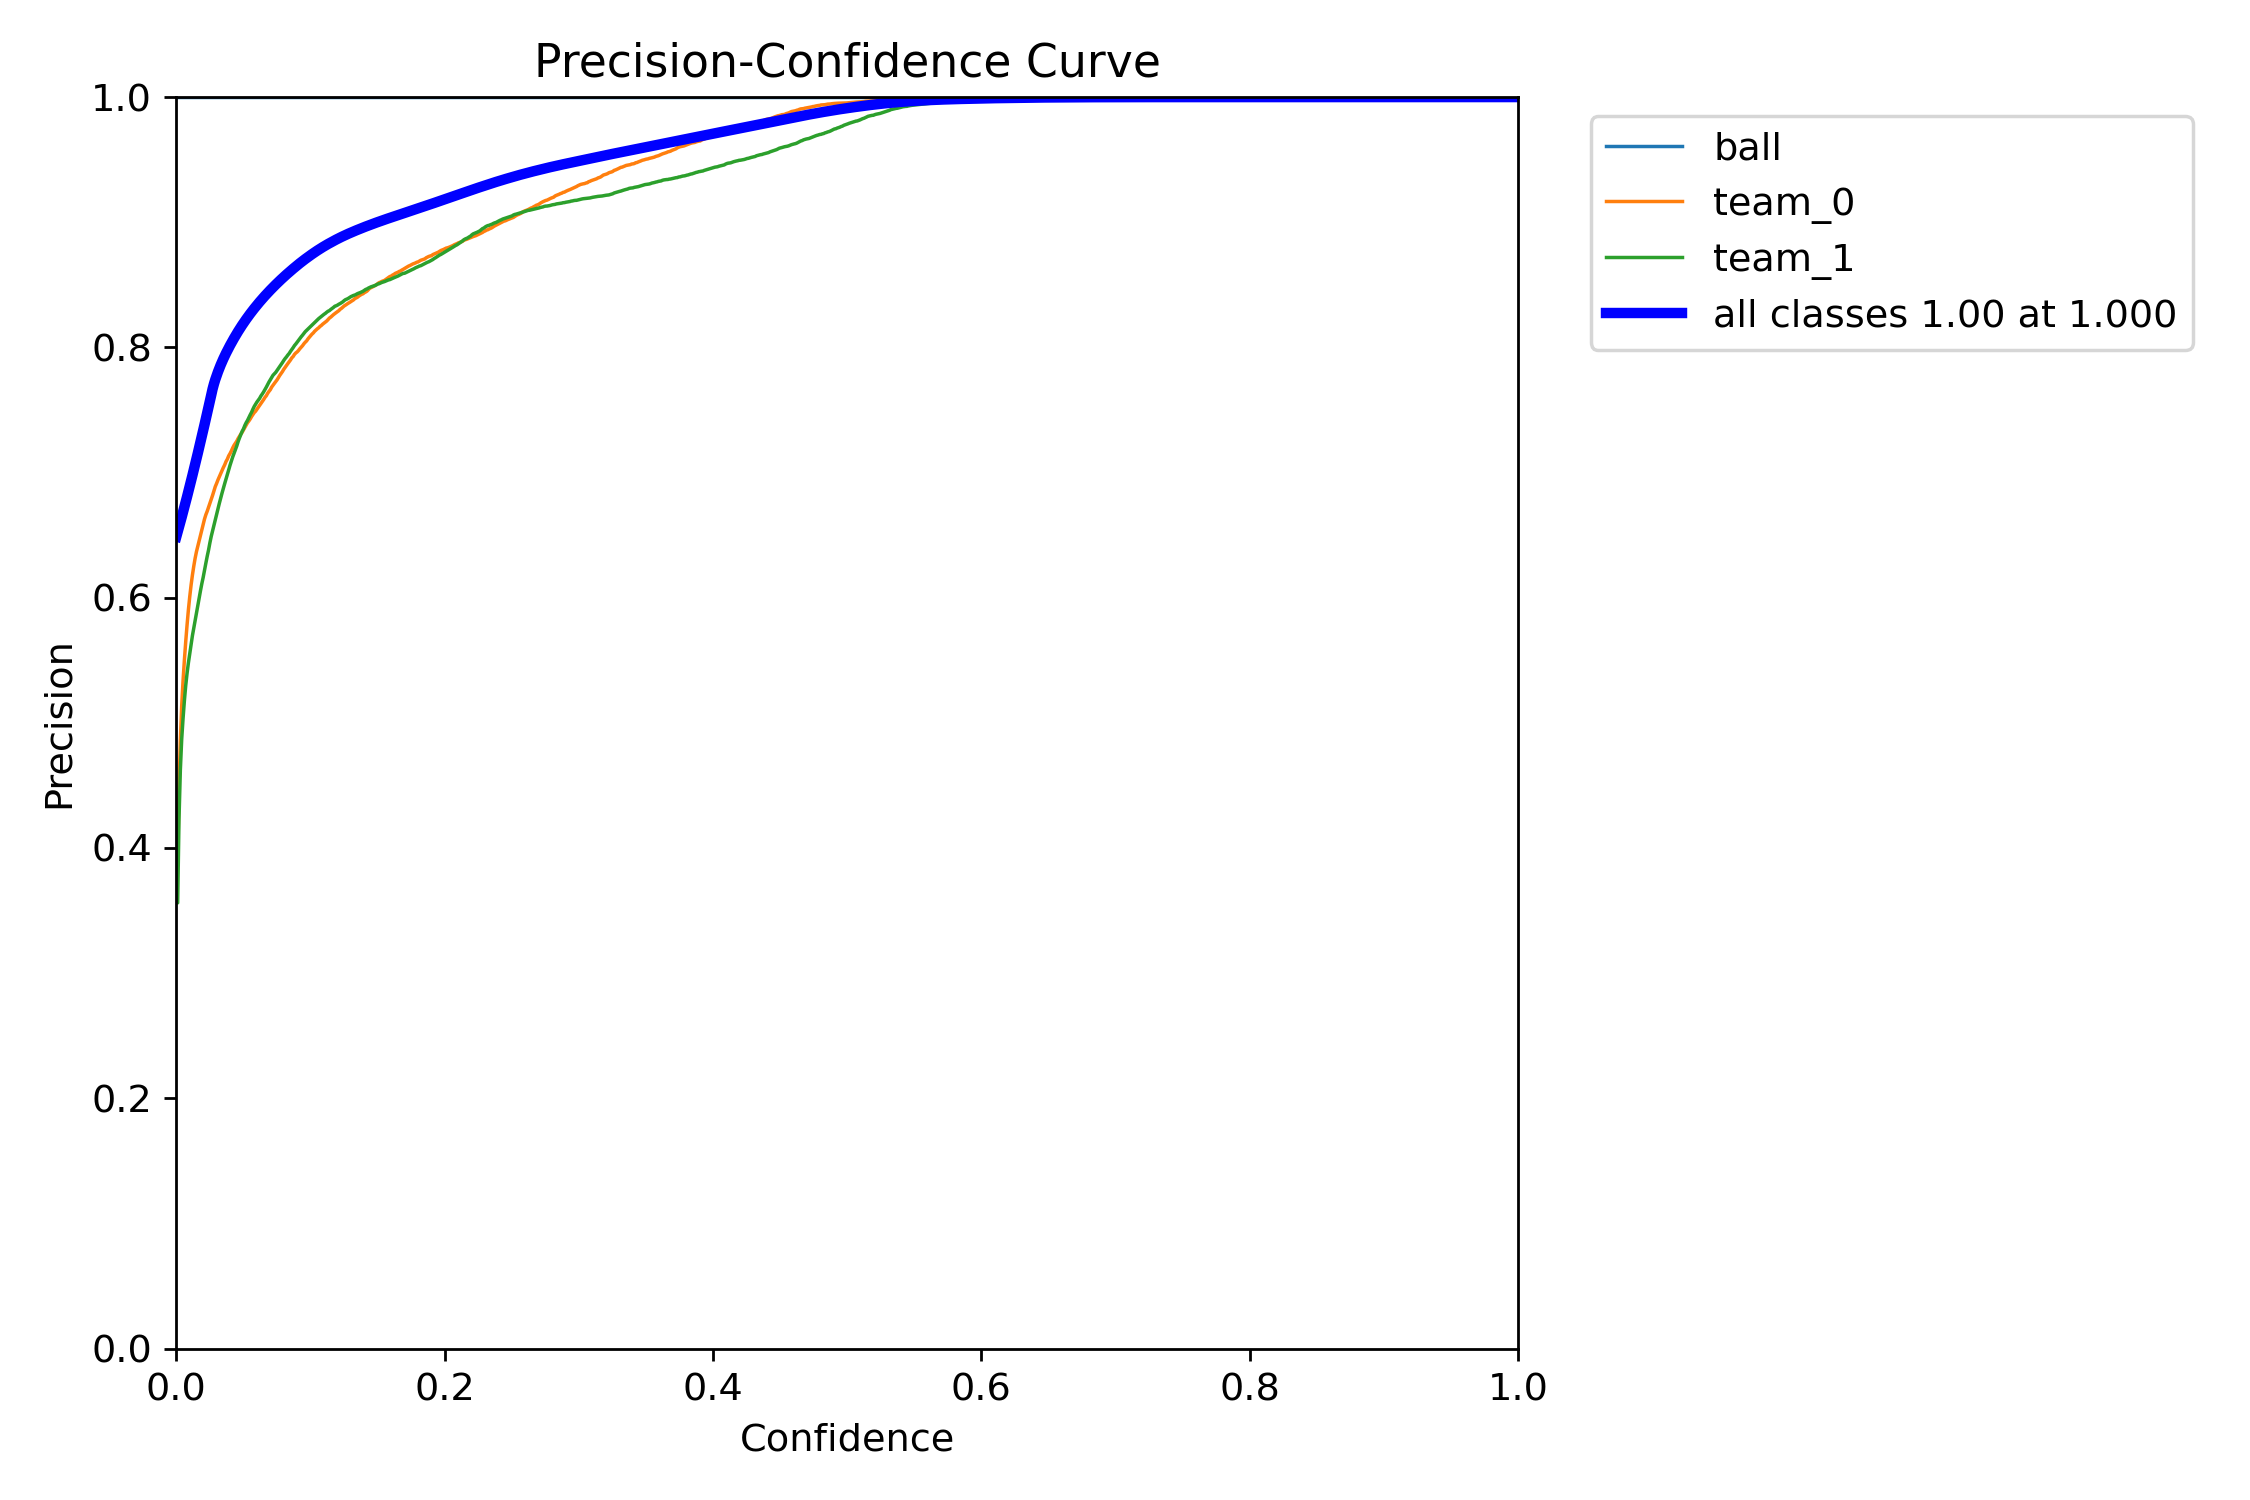 Precision-Confidence Curve
1.0
0.8
0.6
0.4
0.2
0.0
Precision
0.0 0.2 0.4 0.6 0.8 1.0
Confidence
ball
team_0
team_1
all classes 1.00 at 1.000